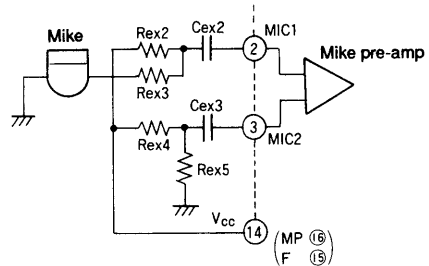 Mike
Rex2
Cex2
MIC1
2
Mike pre-amp
Rex3
Cex3
3
Rex4
MIC2
Rex5
Vcc
14
(MP ⑯
F ⑮)